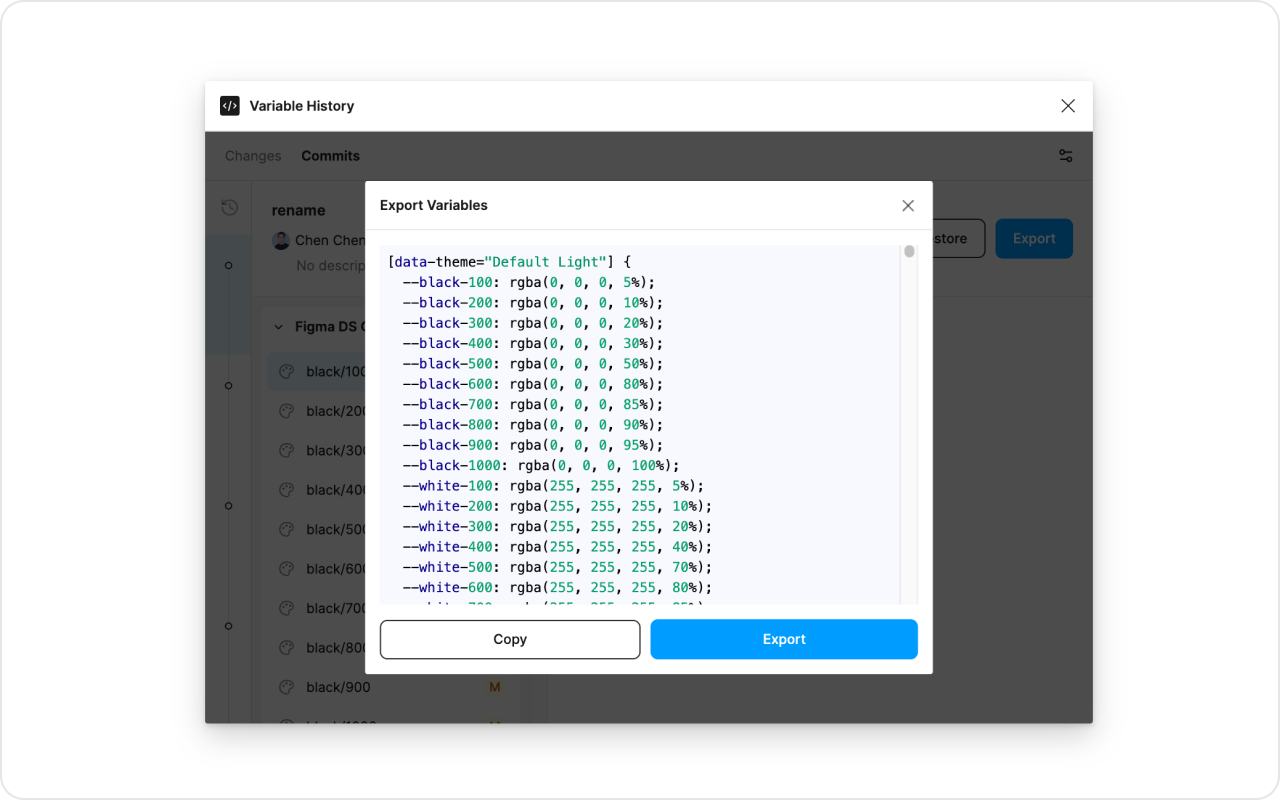 Variable History
Changes Commits
rename
Chen Chen
No descrip
store
Export
Figma DS
black/100
black/200
black/300
black/400
black/500
black/600
black/700
black/800
black/900 M
Export Variables
[data-theme="Default Light"] {
--black-100: rgba(0, 0, 0, 5%);
--black-200: rgba(0, 0, 0, 10%);
--black-300: rgba(0, 0, 0, 20%);
--black-400: rgba(0, 0, 0, 30%);
--black-500: rgba(0, 0, 0, 50%);
--black-600: rgba(0, 0, 0, 80%);
--black-700: rgba(0, 0, 0, 85%);
--black-800: rgba(0, 0, 0, 90%);
--black-900: rgba(0, 0, 0, 95%);
--black-1000: rgba(0, 0, 0, 100%);
--white-100: rgba(255, 255, 255, 5%);
--white-200: rgba(255, 255, 255, 10%);
--white-300: rgba(255, 255, 255, 20%);
--white-400: rgba(255, 255, 255, 40%);
--white-500: rgba(255, 255, 255, 70%);
--white-600: rgba(255, 255, 255, 80%);
Copy
Export